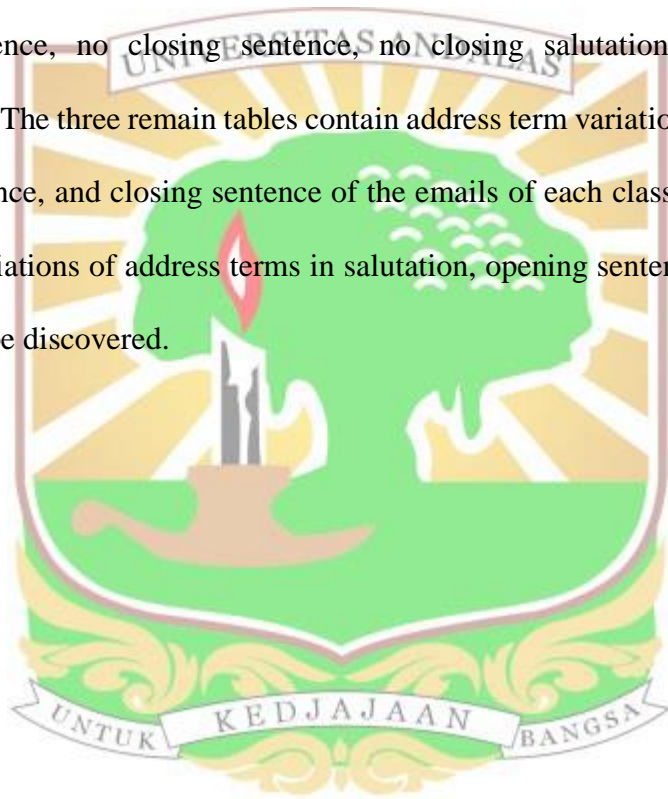 ence, no closing sentence, no closing salutation
UNIVERSITAS ANDALAS
The three remain tables contain address term variatio
nce, and closing sentence of the emails of each class
iations of address terms in salutation, opening senten
e discovered.
UNTUK KEDJAJAAN BANGSA